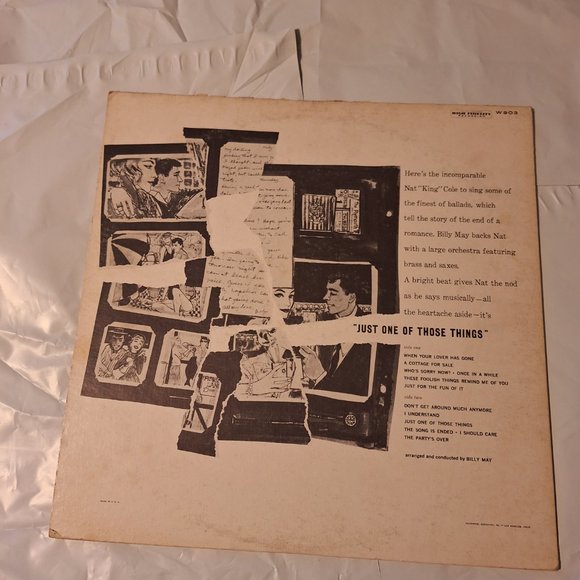 HIGH FIDELITY
W903
Here's the incomparable
Nat "King" Cole to sing some
of the finest of ballads, which
tell the story of the end of a
romance. Billy May backs Nat
with a large orchestra featuring
brass and saxes.
A bright beat gives Nat the nod
as he says musically—all
the heartache aside—it's
"JUST ONE OF THOSE THINGS"
side one
WHEN YOUR LOVER HAS GONE
A COTTAGE FOR SALE
WHO'S SORRY NOW? · ONCE IN A WHILE
THESE FOOLISH THINGS REMIND ME OF YOU
JUST FOR THE FUN OF IT
side two
DON'T GET AROUND MUCH ANYMORE
I UNDERSTAND
JUST ONE OF THOSE THINGS
THE SONG IS ENDED · I SHOULD CARE
THE PARTY'S OVER
arranged and conducted by BILLY MAY